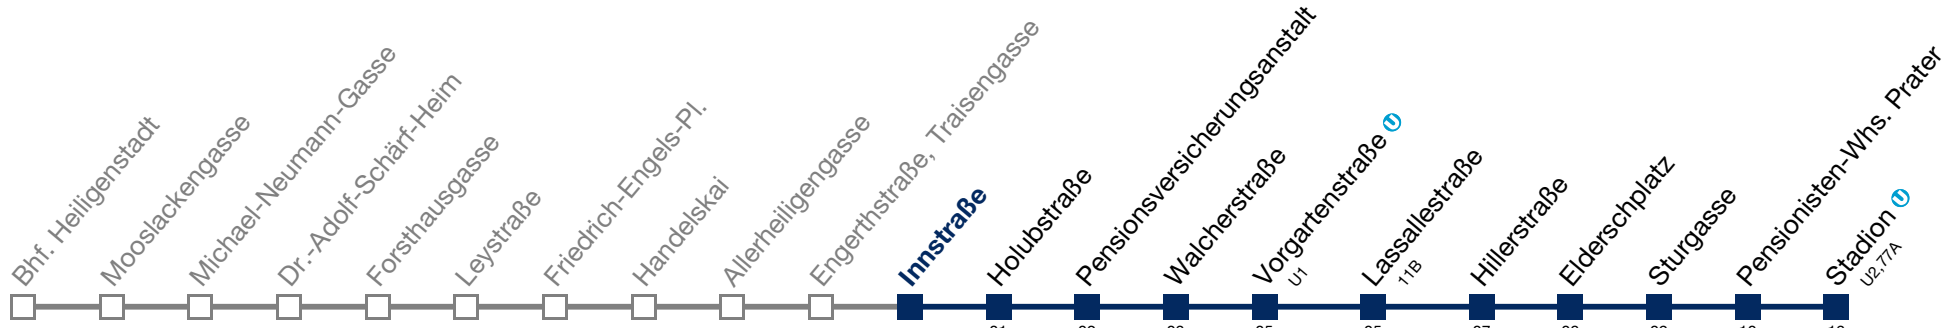 Bhf. Heiligenstadt
Mooslackengasse
Michael-Neumann-Gasse
Dr.-Adolf-Schärf-Heim
Forsthausgasse
Leystraße
Friedrich-Engels-Pl.
Handelskai
Allerheiligengasse
Engerthstraße, Traisengasse
Innstraße
Holubstraße
Pensionsversicherungsanstalt
Walcherstraße
Vorgartenstraße U
U1
Lassallestraße
11B
Hillerstraße
Elderschplatz
Sturgasse
Pensionisten-Whs. Prater
Stadion U
U2,77A